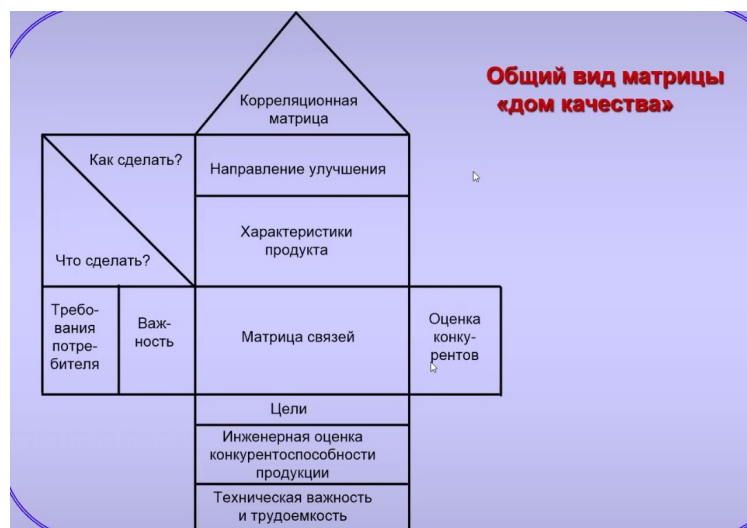 Общий вид матрицы
«дом качества»
Корреляционная
матрица
Как сделать?
Направление улучшения
Что сделать?
Характеристики
продукта
Требо-
вания
потре-
бителя
Важ-
ность
Матрица связей
Оценка
конку-
рентов
Цели
Инженерная оценка
конкурентоспособности
продукции
Техническая важность
и трудоемкость